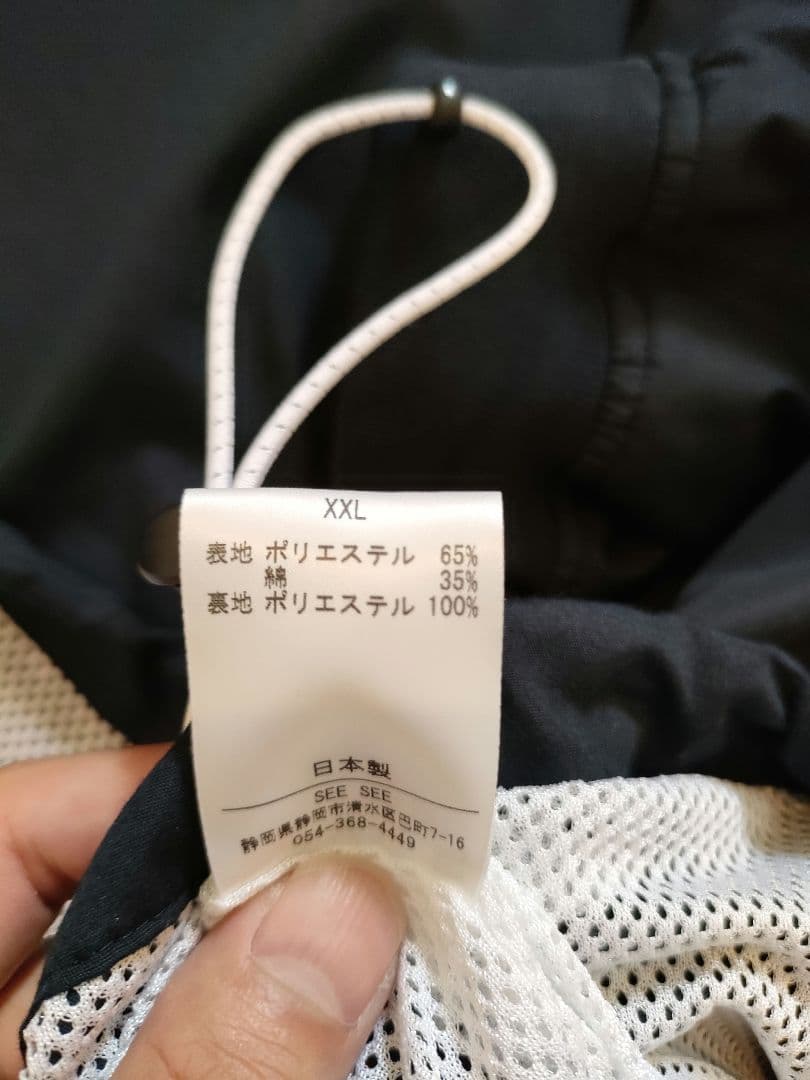 XXL
表地 ポリエステル 65%
綿 35%
裏地 ポリエステル 100%
日本製
SEE SEE
静岡県静岡市清水区巴町7-16
054-368-4449